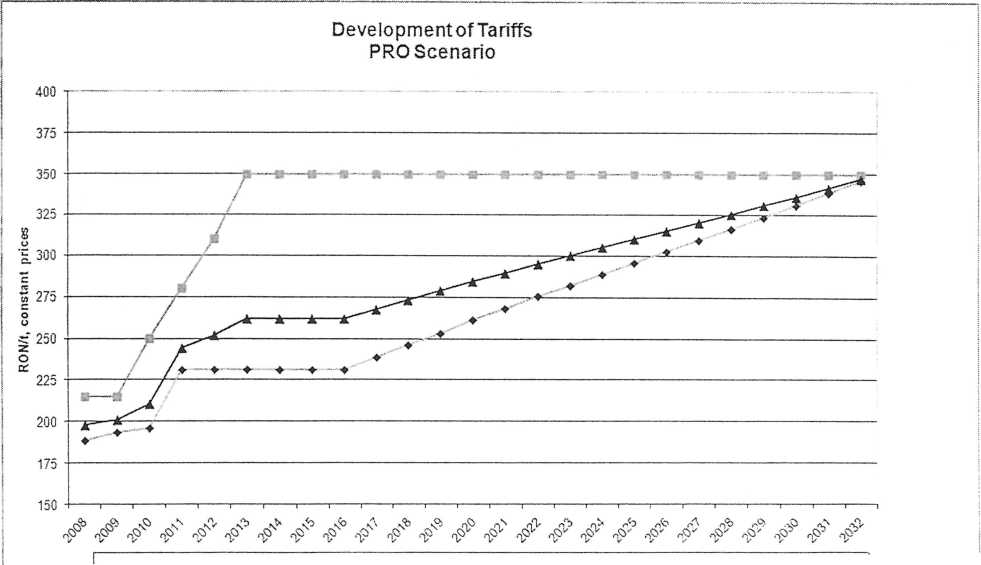 Development of Tariffs
PRO Scenario
400
375
350
325
300
275
250
225
200
175
150
RON/t, constant prices
2008 2009 2010 2011 2012 2013 2014 2015 2016 2017 2018 2019 2020 2021 2022 2023 2024 2025 2026 2027 2028 2029 2030 2031 2032